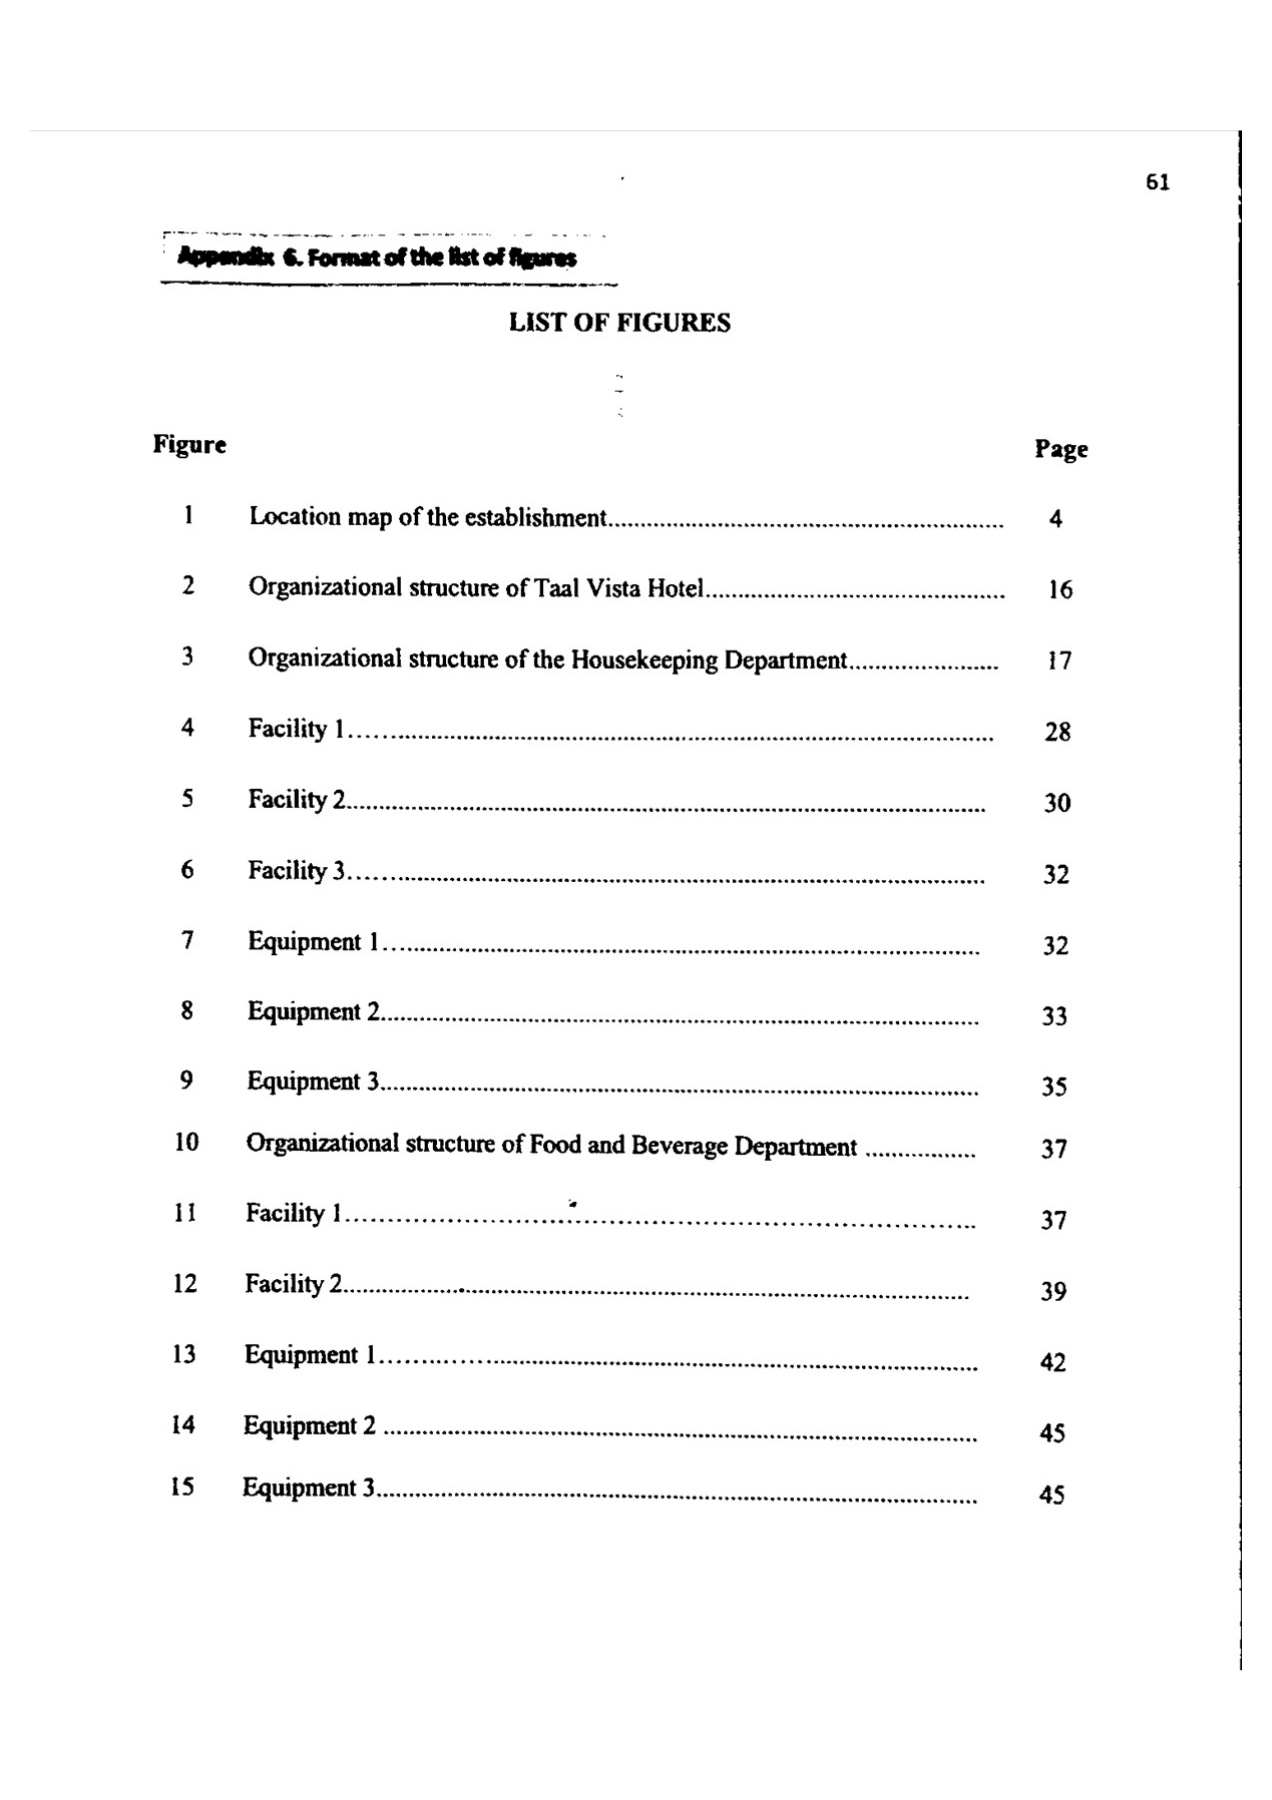 61
Appendix 6. Format of the list of figures
LIST OF FIGURES
Figure Page
1 Location map of the establishment............................................................ 4
2 Organizational structure of Taal Vista Hotel.............................................. 16
3 Organizational structure of the Housekeeping Department....................... 17
4 Facility 1.................................................................................................... 28
5 Facility 2.................................................................................................... 30
6 Facility 3.................................................................................................... 32
7 Equipment 1.............................................................................................. 32
8 Equipment 2.............................................................................................. 33
9 Equipment 3.............................................................................................. 35
10 Organizational structure of Food and Beverage Department ................. 37
11 Facility 1.................................................................................................. 37
12 Facility 2.................................................................................................. 39
13 Equipment 1............................................................................................ 42
14 Equipment 2 ........................................................................................... 45
15 Equipment 3............................................................................................ 45